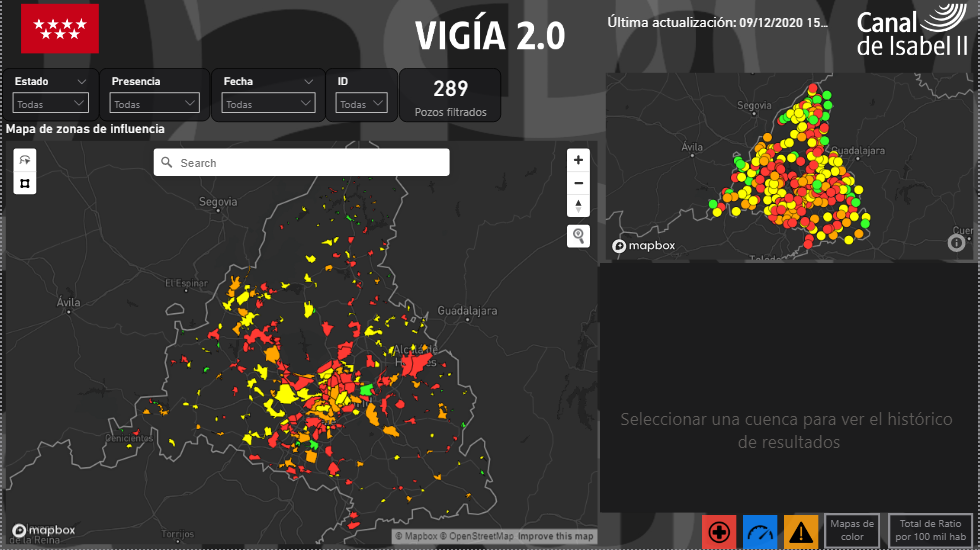 VIGÍA 2.0
Última actualización: 09/12/2020 15...
Canal
de Isabel II
Estado
Todas
Presencia
Todas
Fecha
Todas
ID
Todas
289
Pozos filtrados
Mapa de zonas de influencia
Search
Segovia
El Espinar
Ávila
Guadalajara
Alcalá de
Henares
Cenicientos
Torrijos
de la Reina
mapbox
© Mapbox © OpenStreetMap Improve this map
Segovia
Ávila
Guadalajara
Toledo
mapbox
Seleccionar una cuenca para ver el histórico
de resultados
Mapas de
color
Total de Ratio
por 100 mil hab